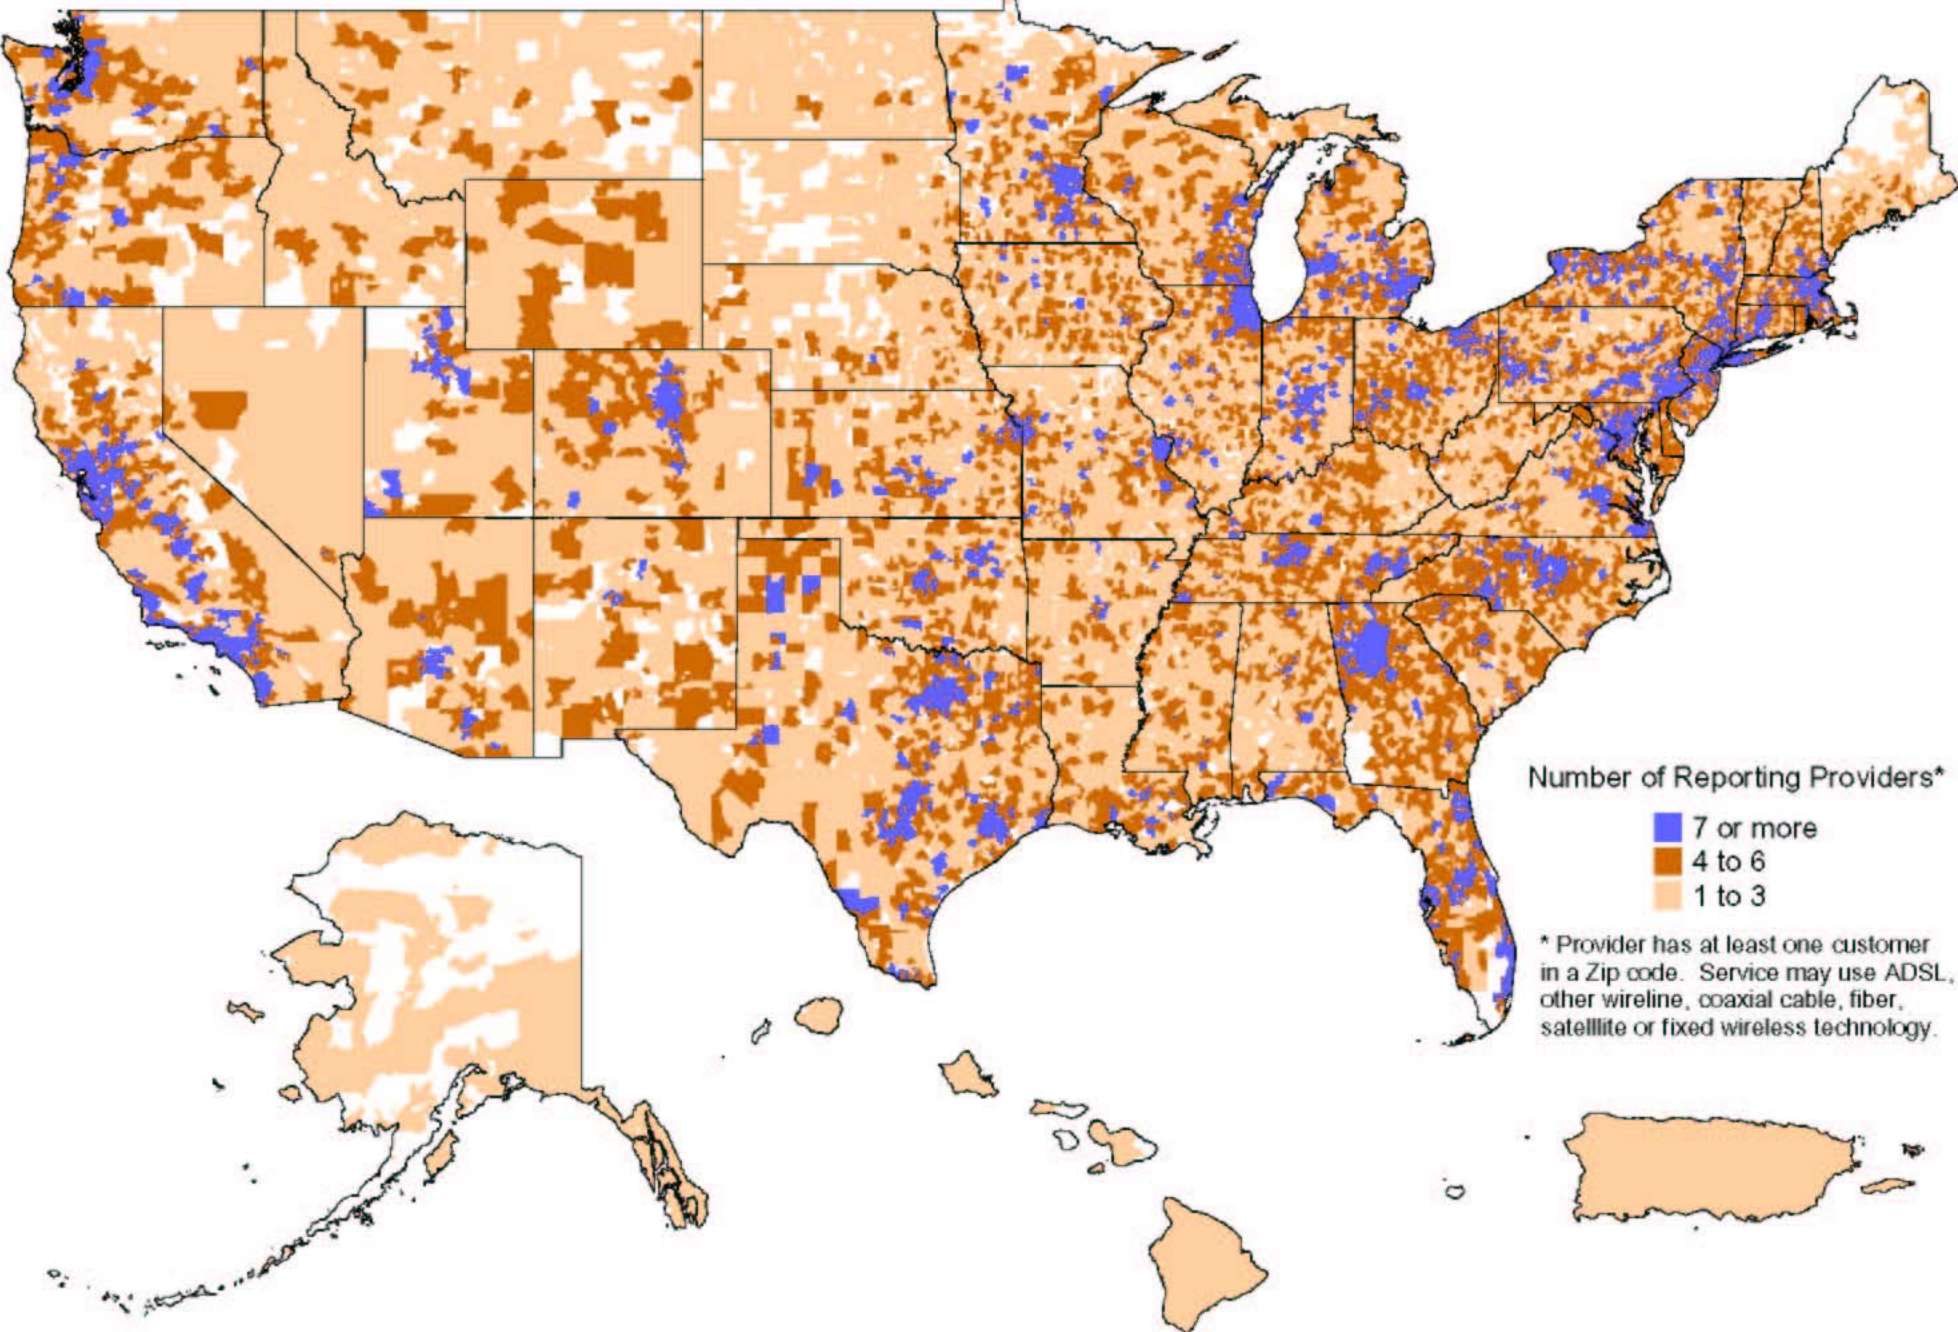 Number of Reporting Providers*
7 or more
4 to 6
1 to 3
* Provider has at least one customer
in a Zip code. Service may use ADSL,
other wireline, coaxial cable, fiber,
satelllite or fixed wireless technology.